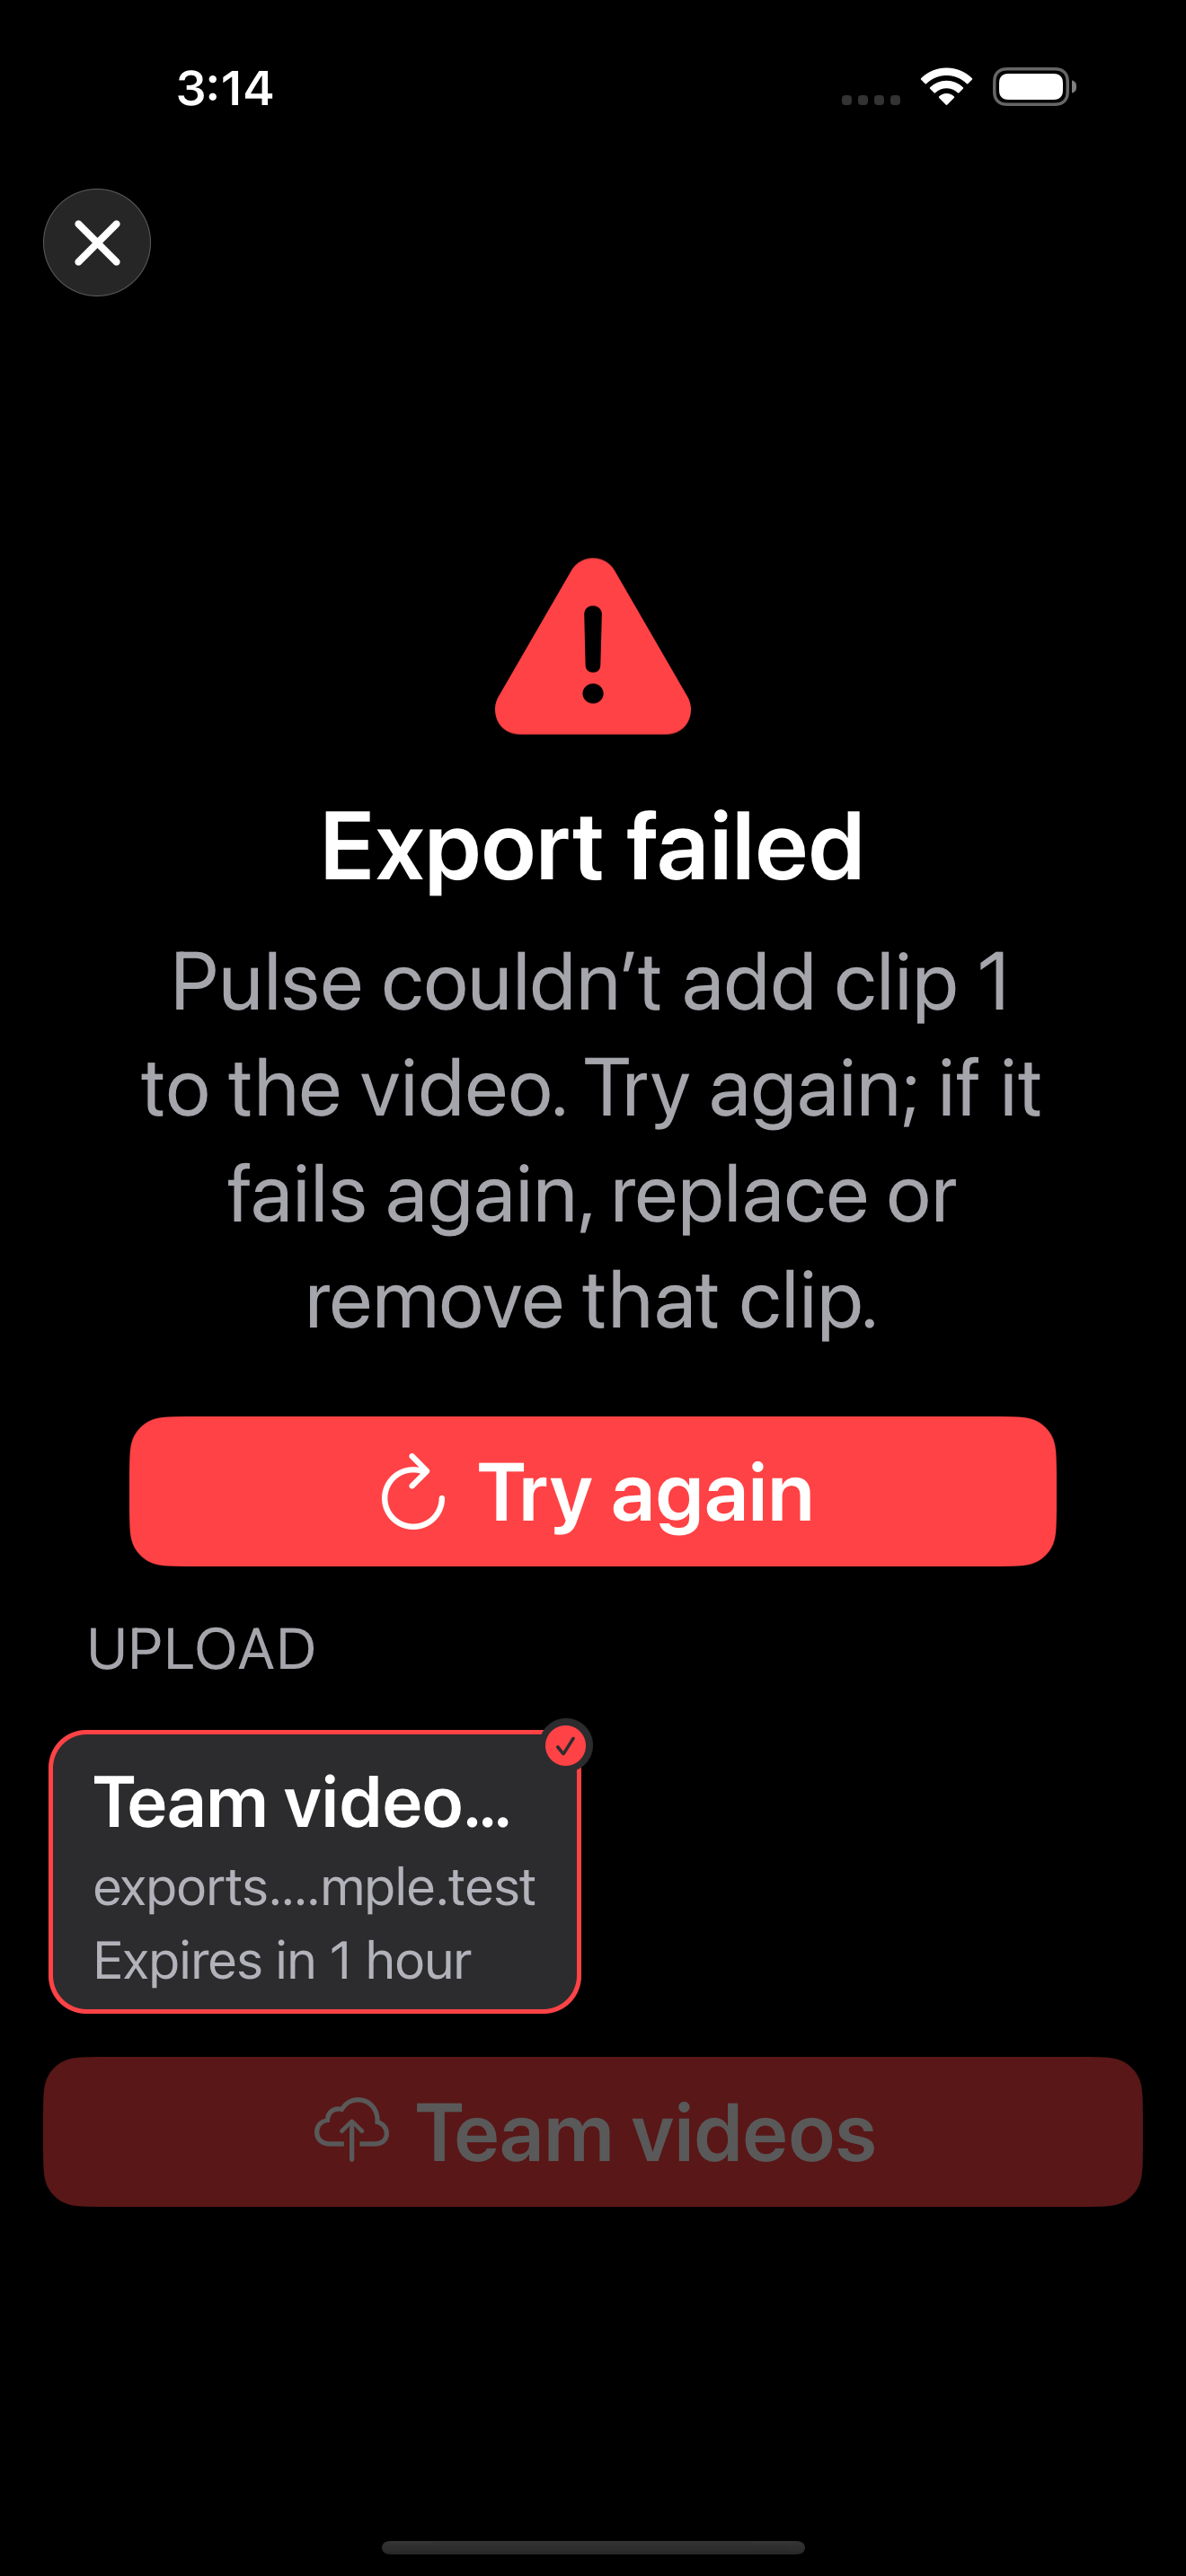 3:14
Export failed
Pulse couldn’t add clip 1
to the video. Try again; if it
fails again, replace or
remove that clip.
Try again
UPLOAD
Team video...
exports....mple.test
Expires in 1 hour
Team videos